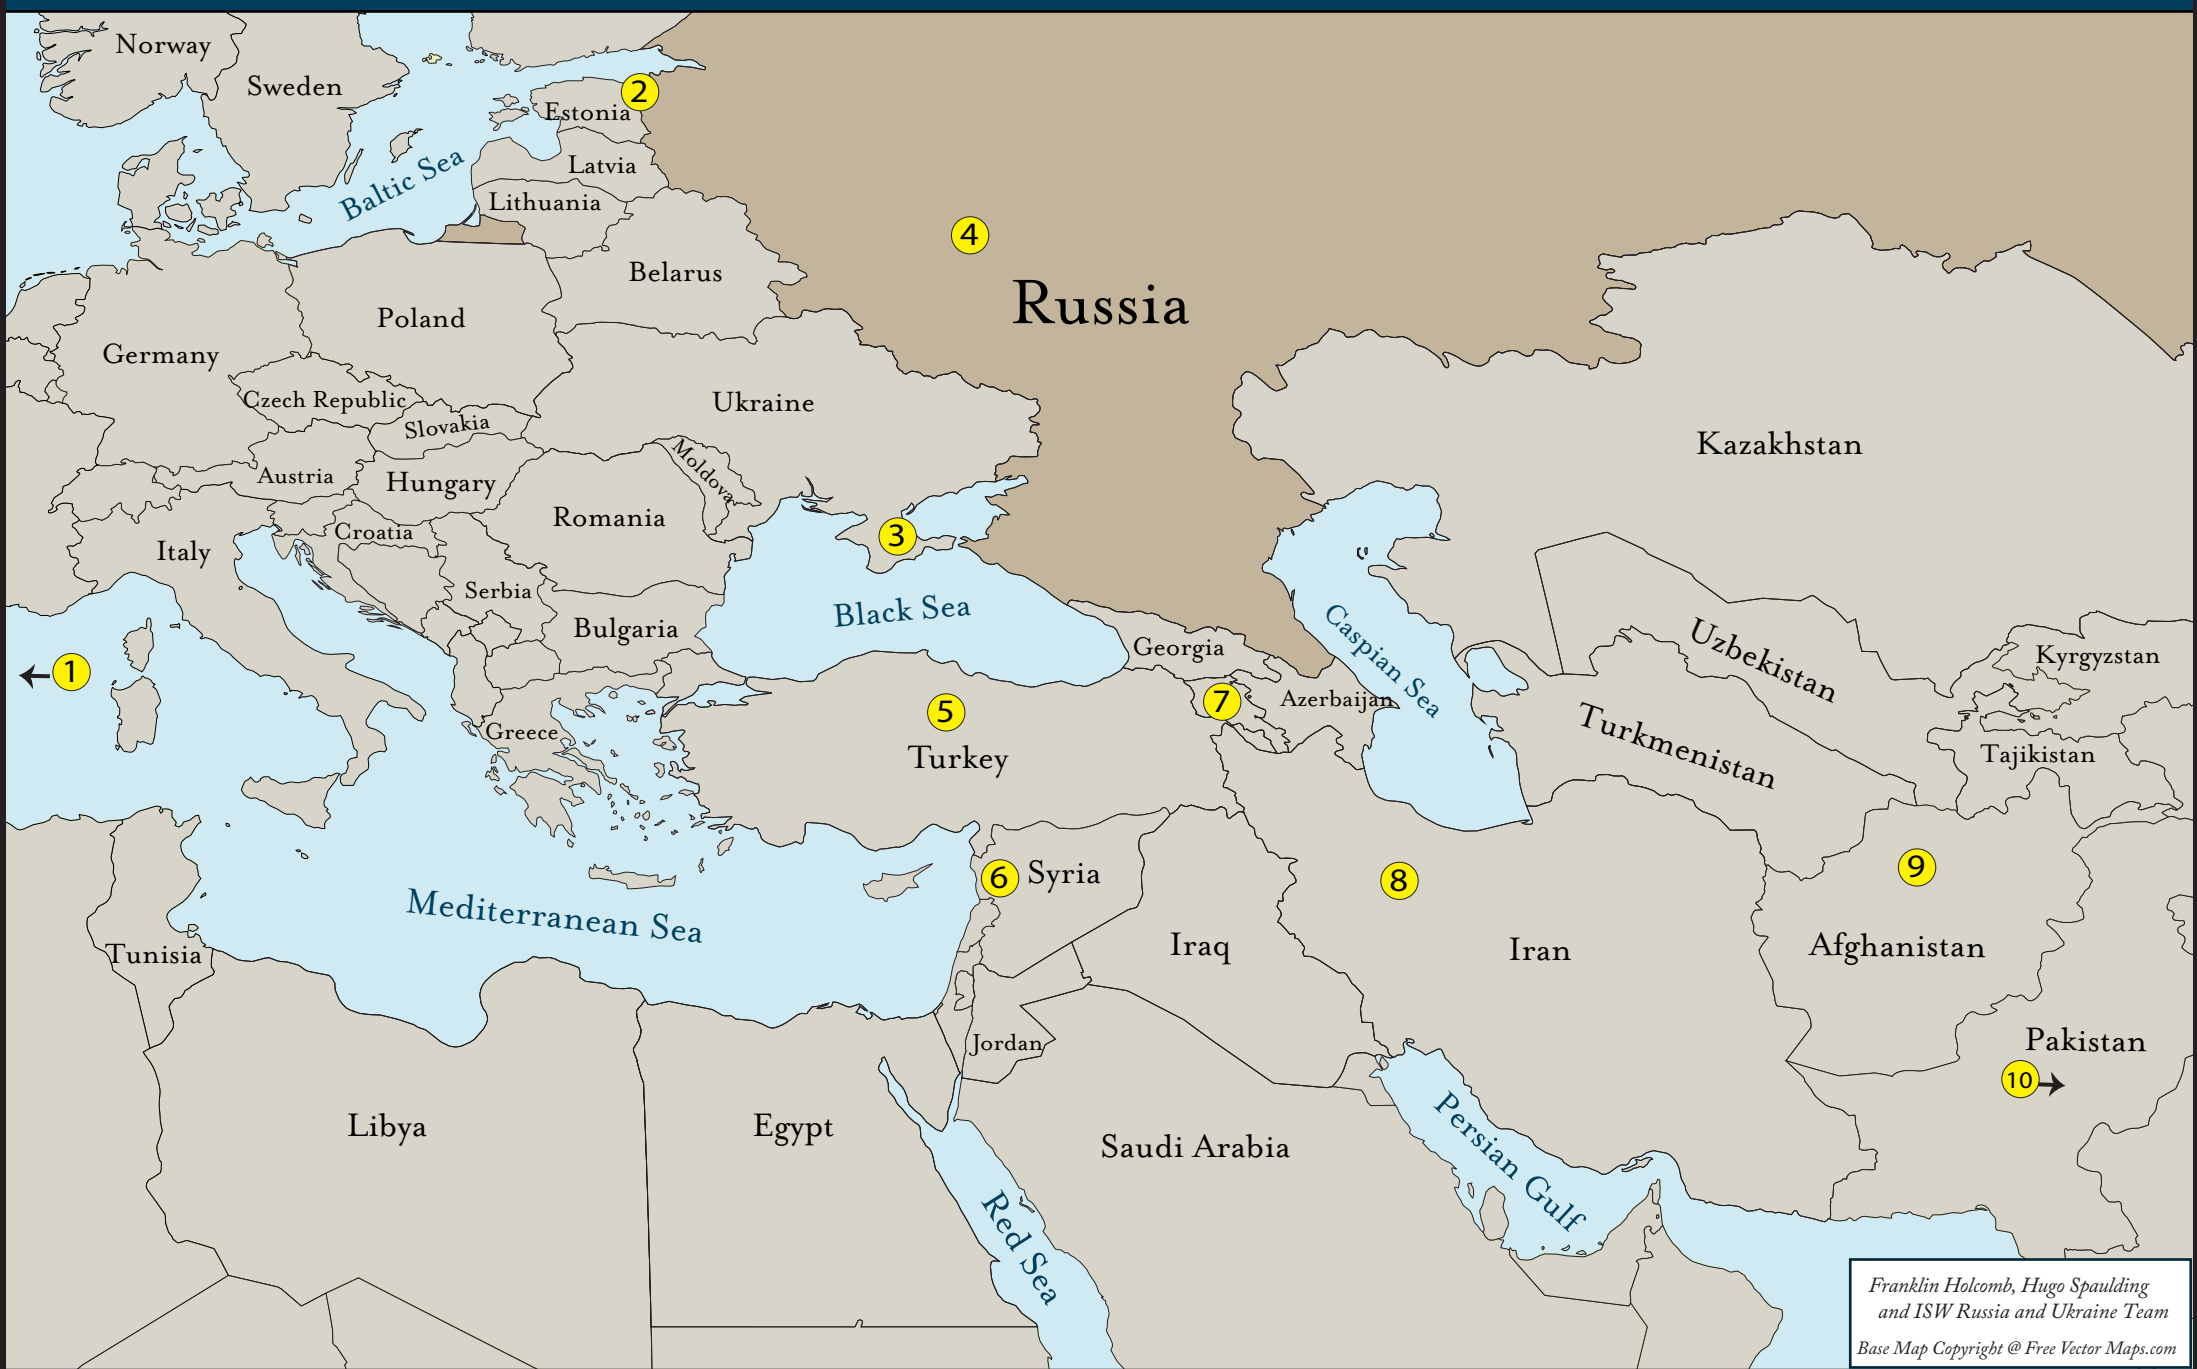 Norway
Sweden
2
Estonia
Baltic Sea
Latvia
Lithuania
4
Belarus
Russia
Poland
Germany
Czech Republic
Ukraine
Slovakia
Kazakhstan
Moldova
Austria
Hungary
Romania
Croatia
3
Italy
Serbia
Black Sea
Bulgaria
Georgia
Caspian Sea
Uzbekistan
Kyrgyzstan
1
7
Azerbaijan
5
Greece
Turkey
Turkmenistan
Tajikistan
6
Syria
8
9
Mediterranean Sea
Iraq
Iran
Afghanistan
Tunisia
Jordan
Pakistan
10
Libya
Egypt
Saudi Arabia
Persian Gulf
Red Sea
Franklin Holcomb, Hugo Spaulding
and ISW Russia and Ukraine Team
Base Map Copyright @ Free Vector Maps.com